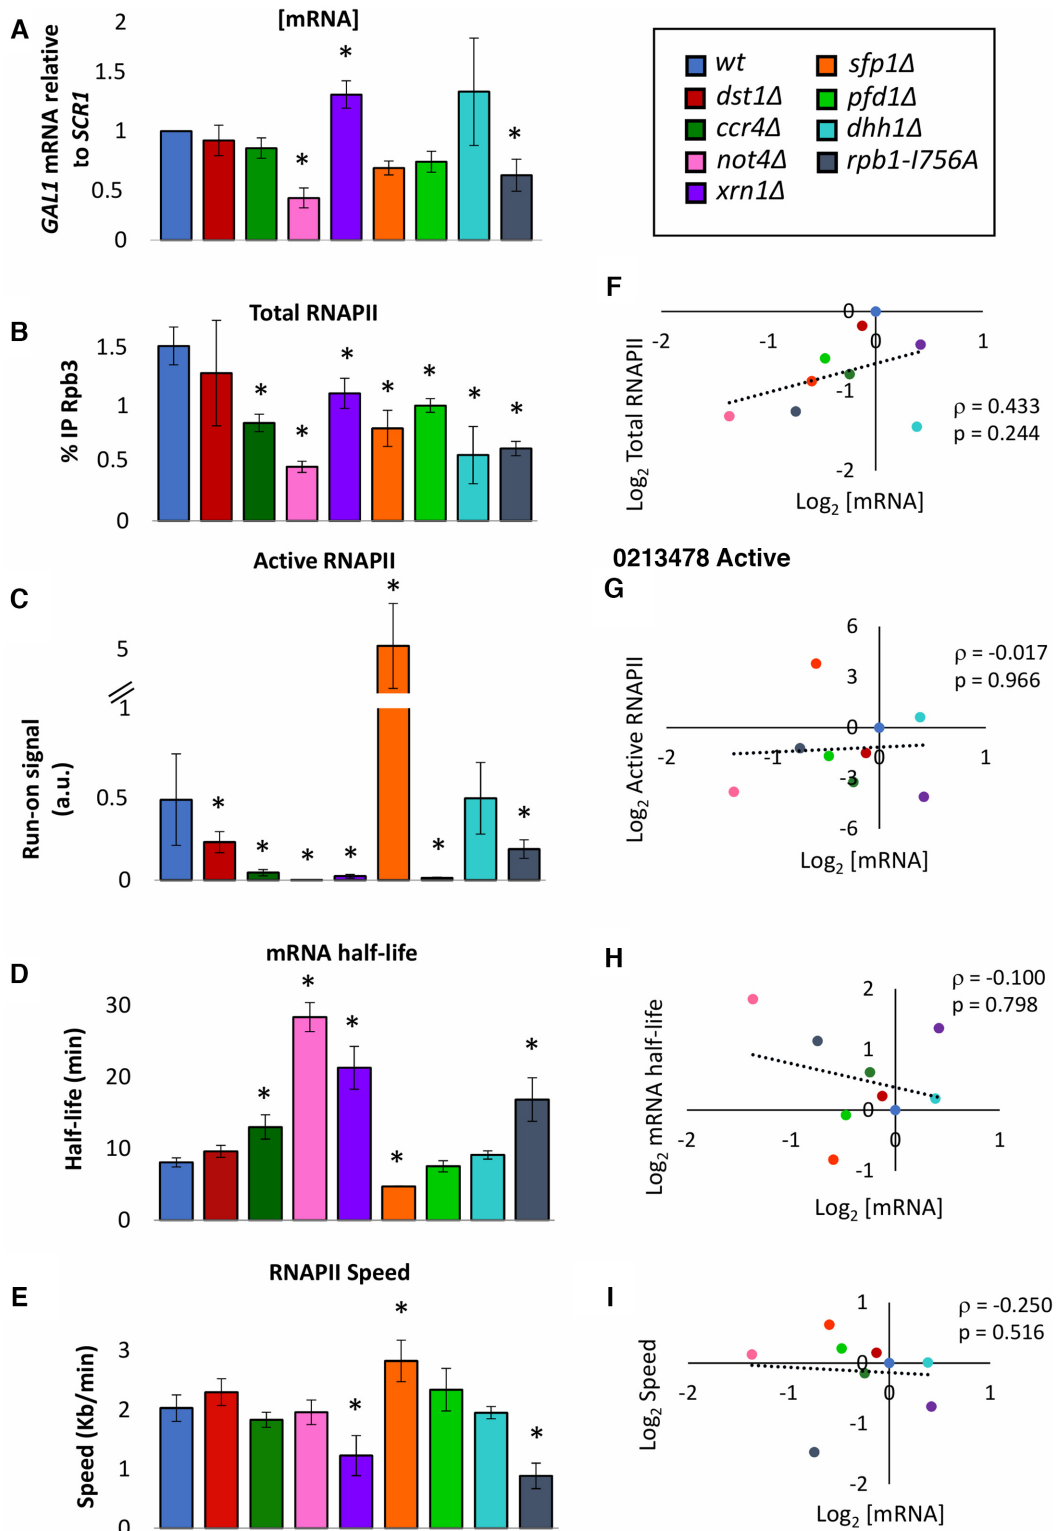 A
[mRNA]
GAL1 mRNA relative
to SCR1
2
1.5
1
0.5
0
*
*
*
wt
dst1Δ
ccr4Δ
not4Δ
xrn1Δ
sfp1Δ
pfd1Δ
dhh1Δ
rpb1-I756A
B
Total RNAPII
% IP Rpb3
1.5
1
0.5
0
*
*
*
*
*
*
*
F
Log2 Total RNAPII
0
-2
-1
0
1
-1
-2
ρ = 0.433
p = 0.244
Log2 [mRNA]
C
Active RNAPII
Run-on signal
(a.u.)
5
1
0.5
0
*
*
*
*
*
*
*
0213478 Active
G
Log2 Active RNAPII
6
3
0
-2
-1
0
1
-3
-6
ρ = -0.017
p = 0.966
Log2 [mRNA]
D
mRNA half-life
Half-life (min)
30
20
10
0
*
*
*
*
*
H
Log2 mRNA half-life
2
1
0
-2
-1
0
1
-1
ρ = -0.100
p = 0.798
Log2 [mRNA]
E
RNAPII Speed
Speed (Kb/min)
3
2
1
0
*
*
*
I
Log2 Speed
1
0
-2
-1
0
1
-1
-2
ρ = -0.250
p = 0.516
Log2 [mRNA]